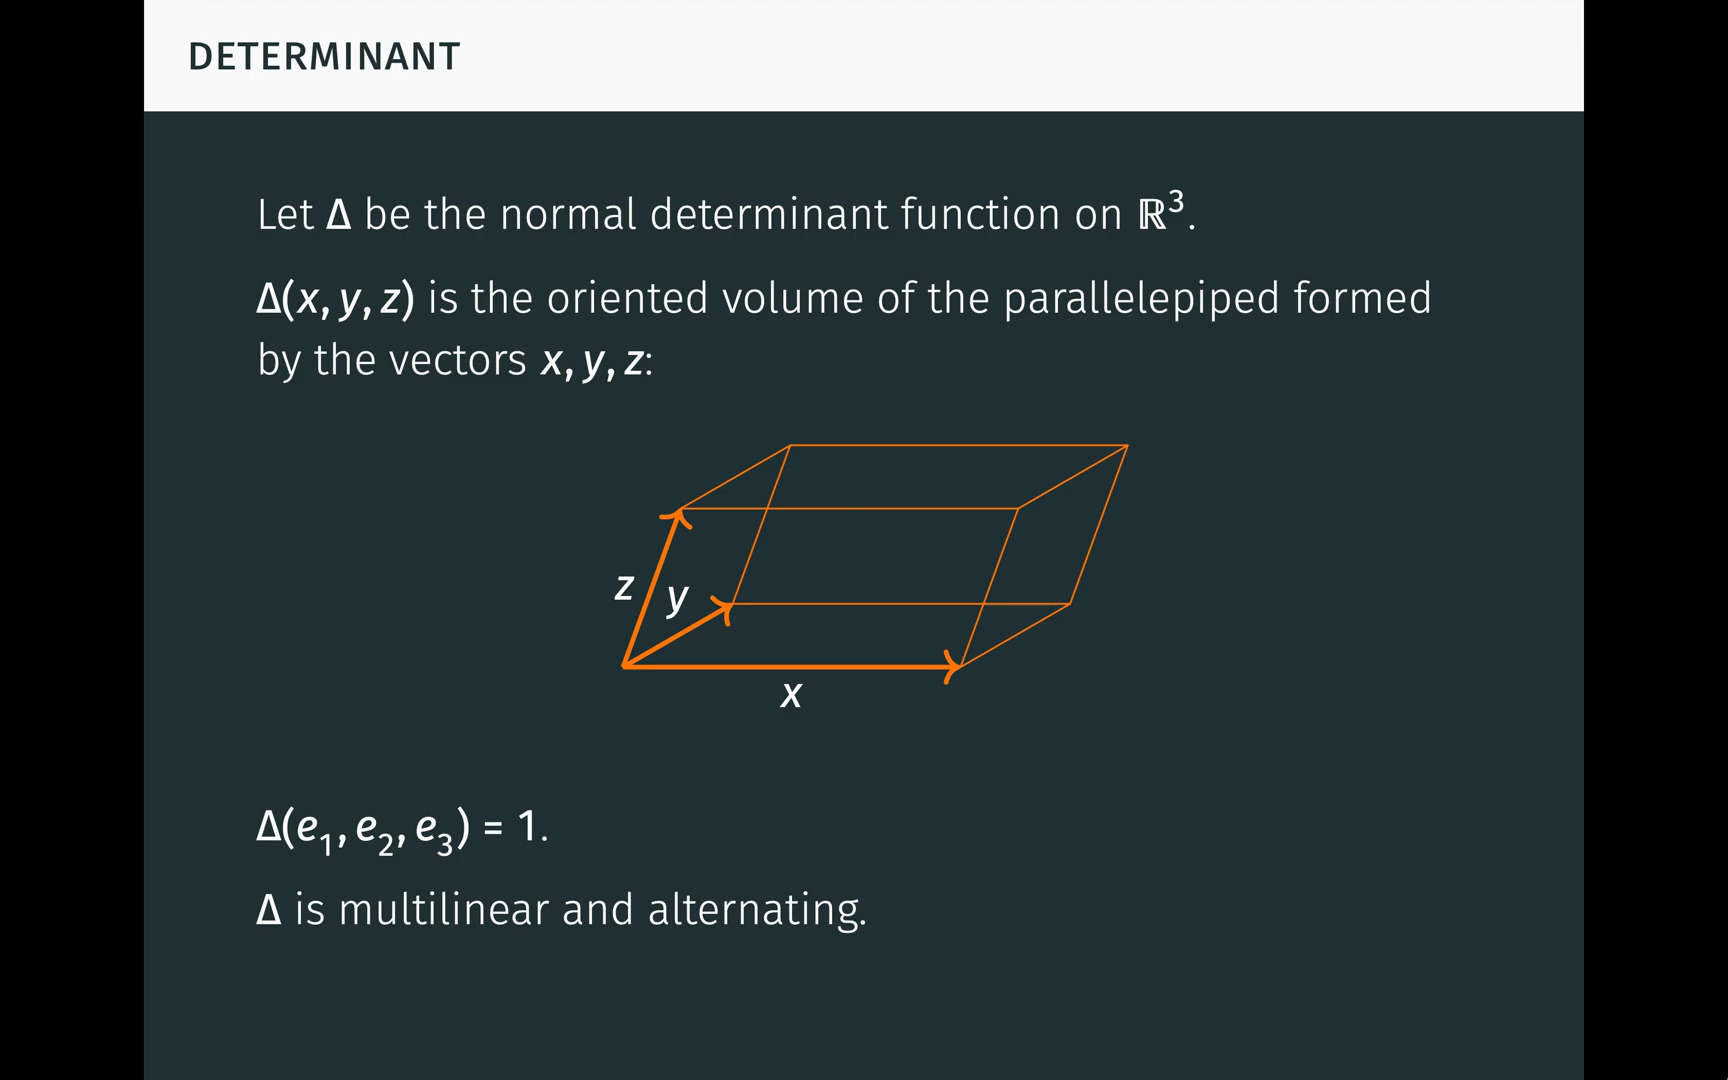 DETERMINANT
Let Δ be the normal determinant function on ℝ³.
Δ(x, y, z) is the oriented volume of the parallelepiped formed
by the vectors x, y, z:
z
y
x
Δ(e₁, e₂, e₃) = 1.
Δ is multilinear and alternating.